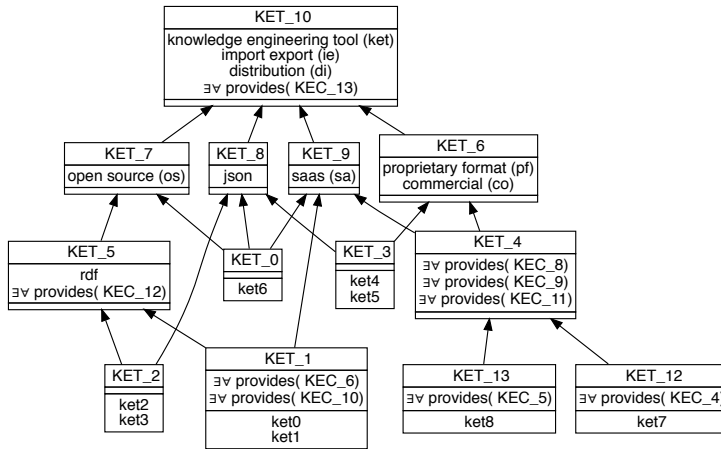 KET_10
knowledge engineering tool (ket)
import export (ie)
distribution (di)
∃∀ provides( KEC_13)
KET_7
open source (os)
KET_8
json
KET_9
saas (sa)
KET_6
proprietary format (pf)
commercial (co)
KET_5
rdf
∃∀ provides( KEC_12)
KET_0
ket6
KET_3
ket4
ket5
KET_4
∃∀ provides( KEC_8)
∃∀ provides( KEC_9)
∃∀ provides( KEC_11)
KET_2
ket2
ket3
KET_1
∃∀ provides( KEC_6)
∃∀ provides( KEC_10)
ket0
ket1
KET_13
∃∀ provides( KEC_5)
ket8
KET_12
∃∀ provides( KEC_4)
ket7